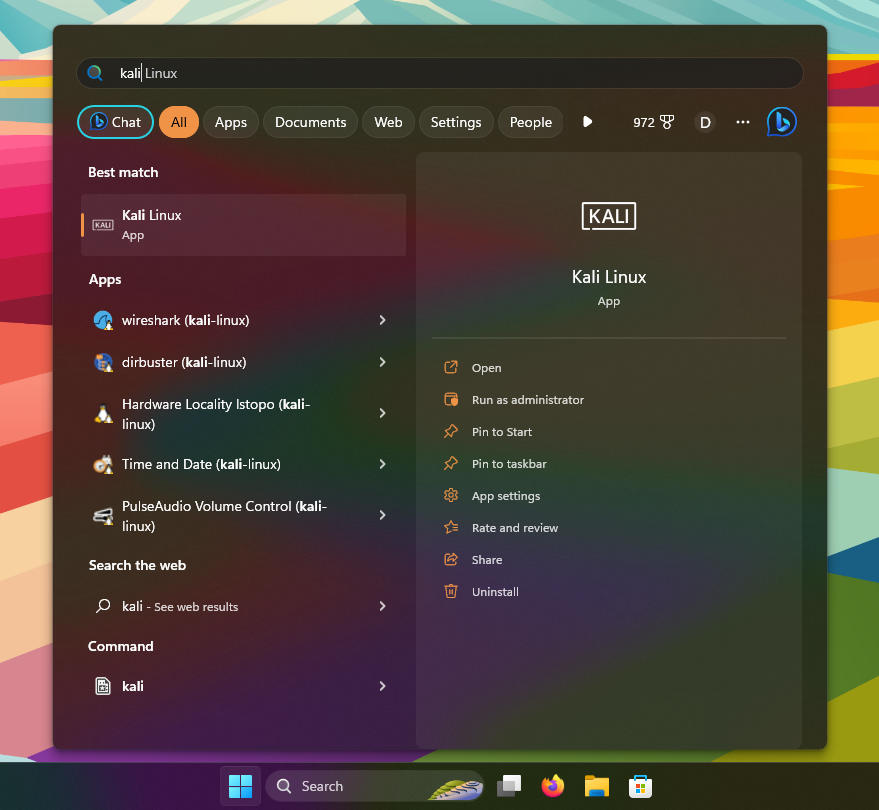 kali Linux
Chat
All
Apps
Documents
Web
Settings
People
972
D
Best match
KALI
Kali Linux
App
Apps
wireshark (kali-linux)
dirbuster (kali-linux)
Hardware Locality lstopo (kali-
linux)
Time and Date (kali-linux)
PulseAudio Volume Control (kali-
linux)
Search the web
kali - See web results
Command
kali
KALI
Kali Linux
App
Open
Run as administrator
Pin to Start
Pin to taskbar
App settings
Rate and review
Share
Uninstall
Search